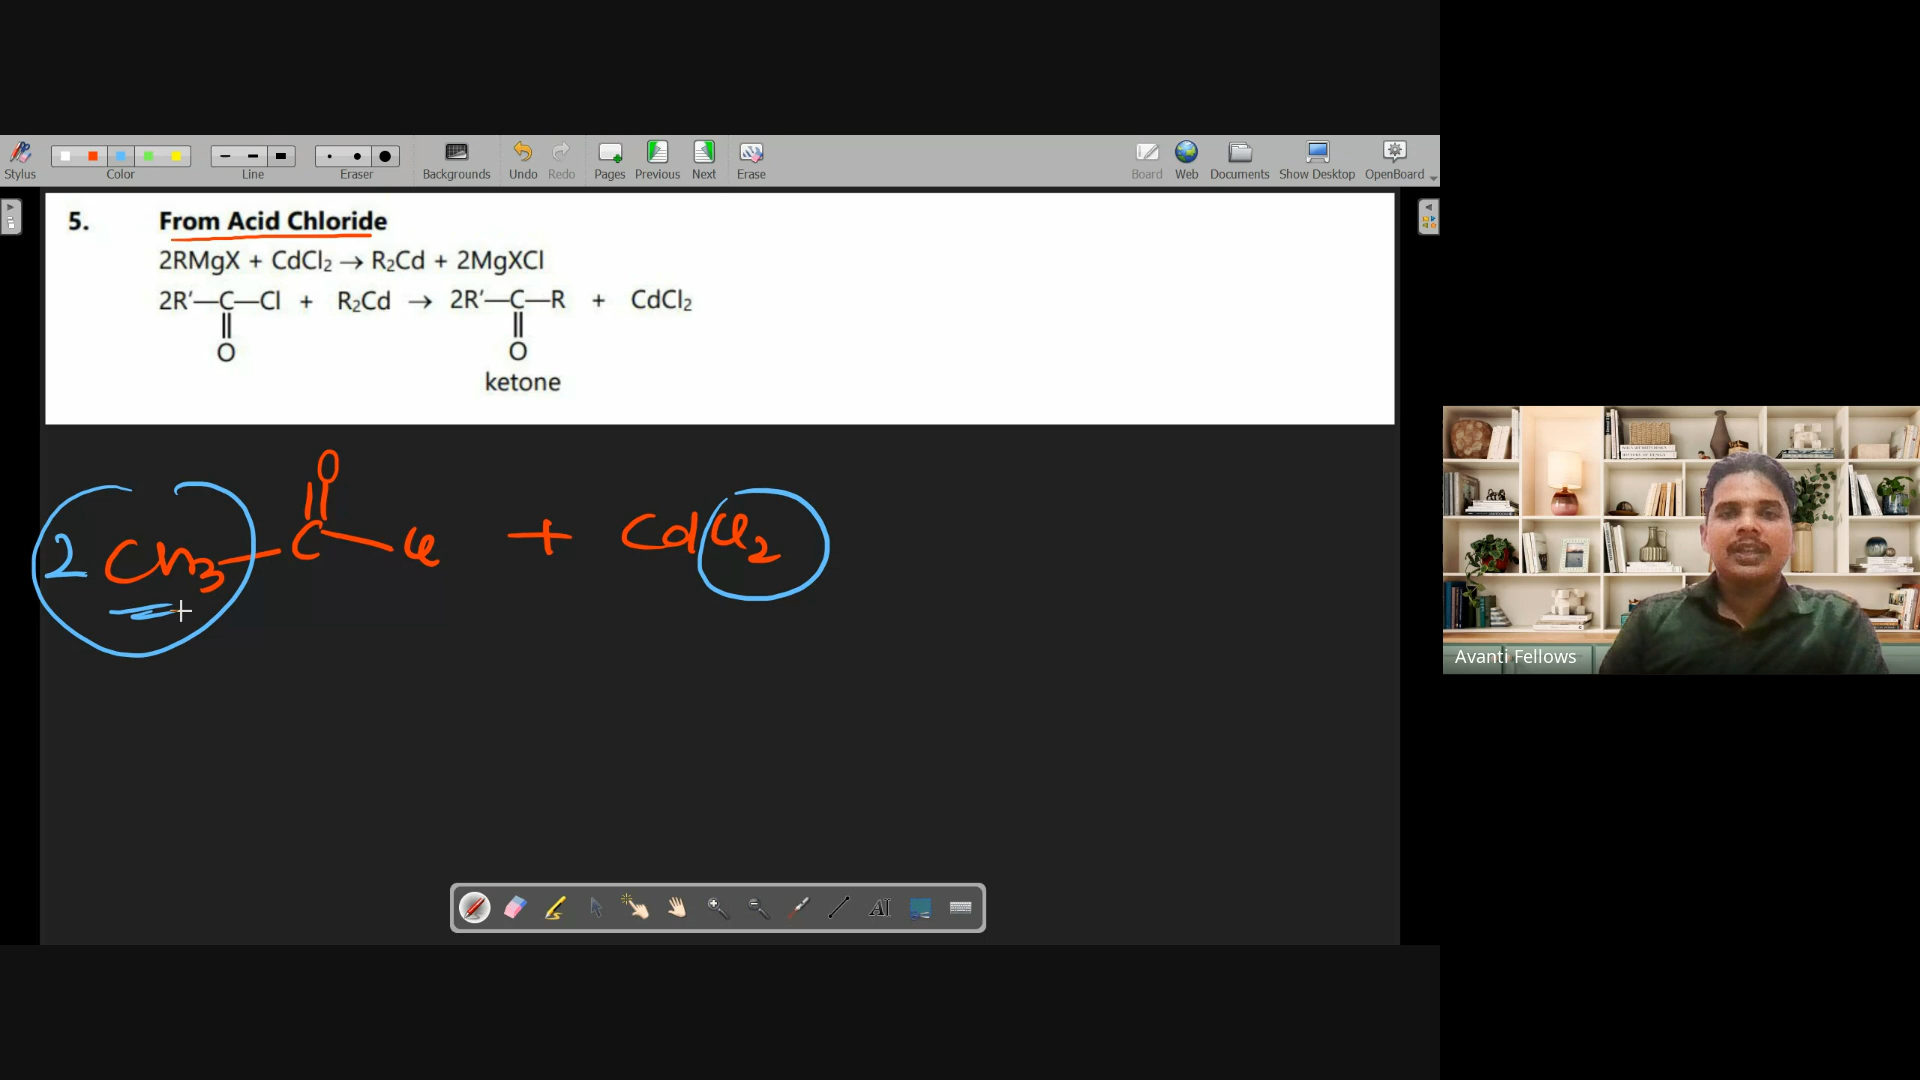 Stylus Color Line Eraser Backgrounds Undo Redo Pages Previous Next Erase Board Web Documents Show Desktop OpenBoard
5. From Acid Chloride
2RMgX + CdCl₂ → R₂Cd + 2MgXCl
2R′—C—Cl + R₂Cd → 2R′—C—R + CdCl₂
|| ||
O O
ketone
O
||
2 CH3—C—Cl + CdCl2
Avanti Fellows
AI